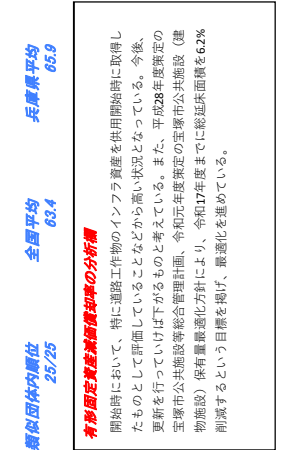 類似団体内順位 全国平均 兵庫県平均
25/25 63.4 65.9
有形固定資産減価償却率の分析欄
開始時において、特に道路工作物のインフラ資産を供用開始時に取得し
たものとして評価していることなどから高い状況となっている。今後、
更新を行っていけば下がるものと考えている。また、平成28年度策定の
宝塚市公共施設等総合管理計画、令和元年度策定の宝塚市公共施設（建
物施設）保有量最適化方針により、令和17年度までに総延床面積を6.2%
削減するという目標を掲げ、最適化を進めている。